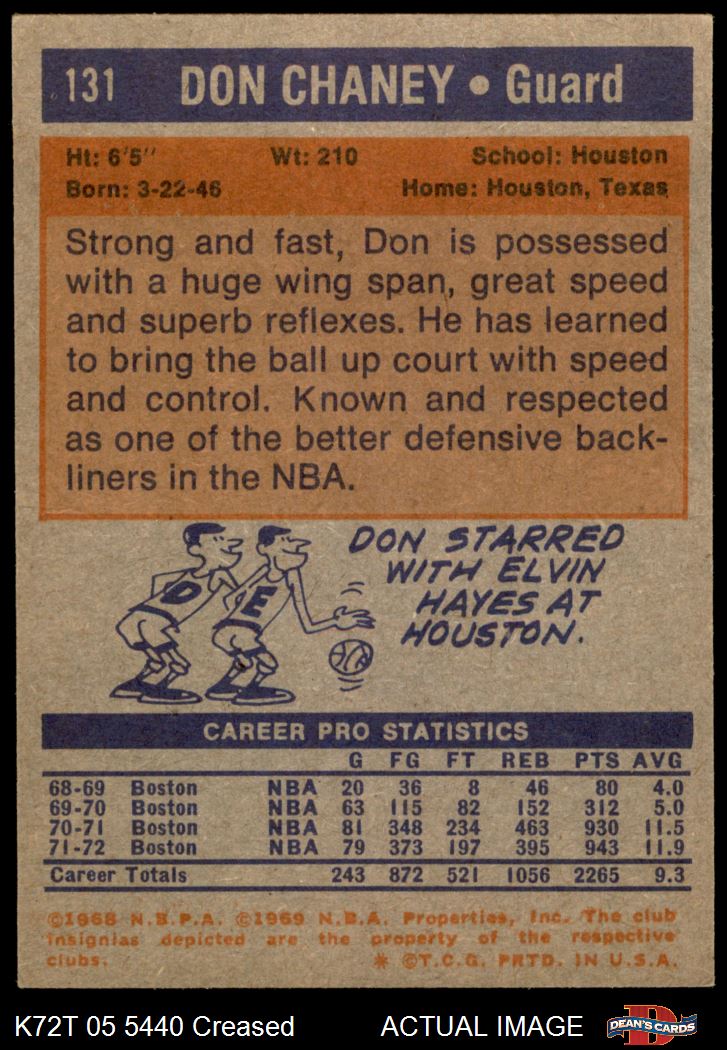 131 DON CHANEY • Guard
Ht: 6'5" Wt: 210 School: Houston
Born: 3-22-46 Home: Houston, Texas
Strong and fast, Don is possessed
with a huge wing span, great speed
and superb reflexes. He has learned
to bring the ball up court with speed
and control. Known and respected
as one of the better defensive back-
liners in the NBA.
DON STARRED
WITH ELVIN
HAYES AT
HOUSTON.
D E
CAREER PRO STATISTICS
G FG FT REB PTS AVG
68-69 Boston NBA 20 36 8 46 80 4.0
69-70 Boston NBA 63 115 82 152 312 5.0
70-71 Boston NBA 81 348 234 463 930 11.5
71-72 Boston NBA 79 373 197 395 943 11.9
Career Totals 243 872 521 1056 2265 9.3
©1968 N.B.P.A. ©1969 N.B.A. Properties, Inc. The club
insignias depicted are the property of the respective
clubs. * ©T.C.G. PRTD. IN U.S.A.
K72T 05 5440 Creased ACTUAL IMAGE
D
DEAN'S CARDS